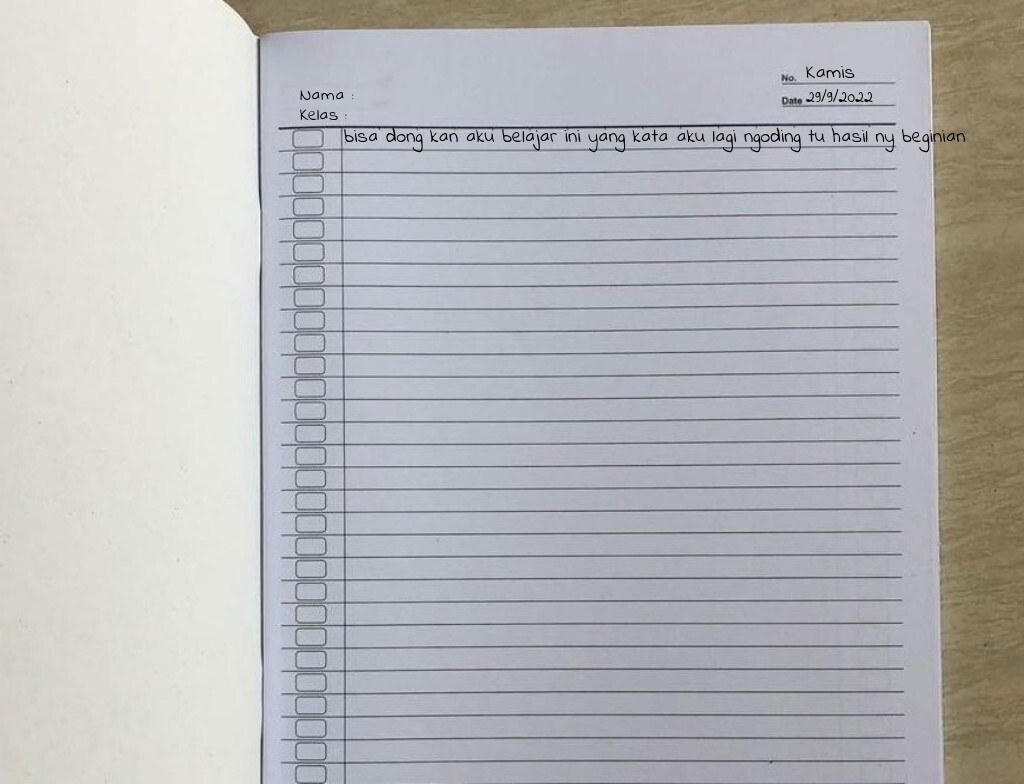 No. Kamis
Nama :
Date 29/9/2022
Kelas :
bisa dong kan aku belajar ini yang kata aku lagi ngoding tu hasil ny beginian